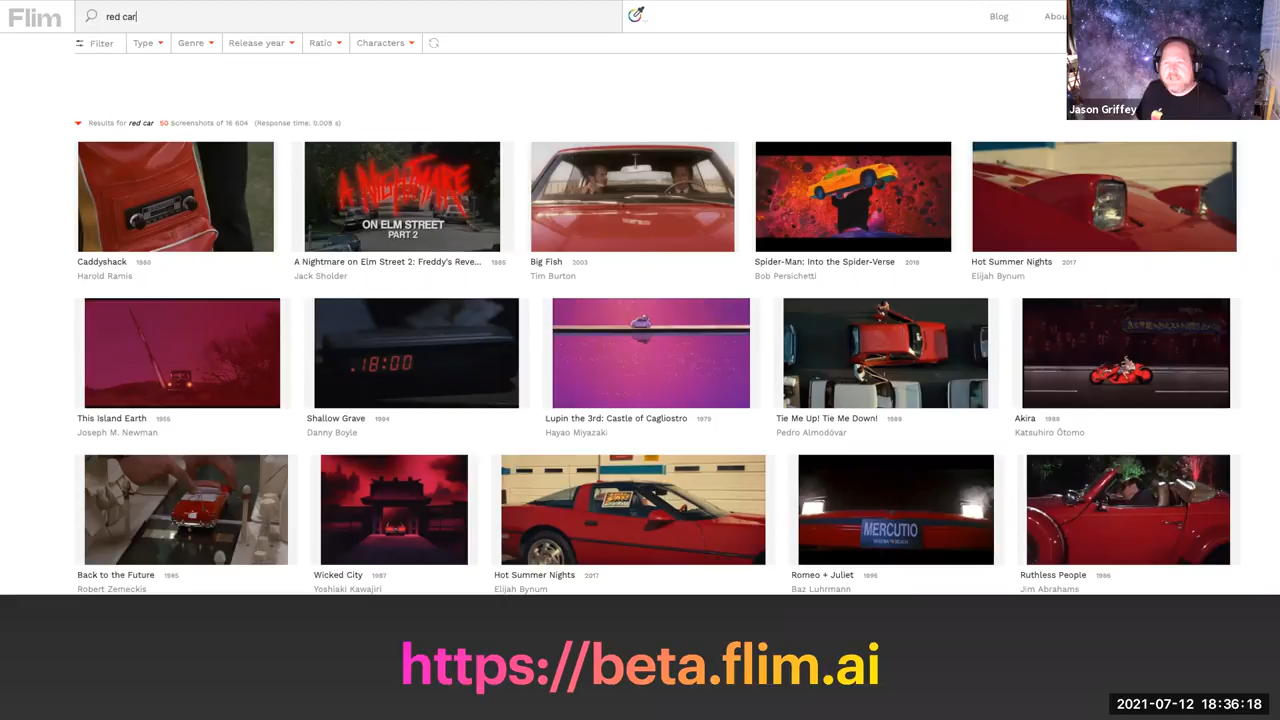 Flim
red car
Blog
Abou
Filter
Type
Genre
Release year
Ratio
Characters
Jason Griffey
Results for red car 50 Screenshots of 16 604 (Response time: 0.008 s)
A NIGHTMARE
ON ELM STREET
PART 2
Caddyshack 1980
Harold Ramis
A Nightmare on Elm Street 2: Freddy's Reve... 1985
Jack Sholder
Big Fish 2003
Tim Burton
Spider-Man: Into the Spider-Verse 2018
Bob Persichetti
Hot Summer Nights 2017
Elijah Bynum
.18:00
This Island Earth 1955
Joseph M. Newman
Shallow Grave 1994
Danny Boyle
Lupin the 3rd: Castle of Cagliostro 1979
Hayao Miyazaki
Tie Me Up! Tie Me Down! 1989
Pedro Almodóvar
Akira 1988
Katsuhiro Ōtomo
MERCUTIO
Back to the Future 1985
Robert Zemeckis
Wicked City 1987
Yoshiaki Kawajiri
Hot Summer Nights 2017
Elijah Bynum
Romeo + Juliet 1996
Baz Luhrmann
Ruthless People 1986
Jim Abrahams
https://beta.flim.ai
2021-07-12 18:36:18